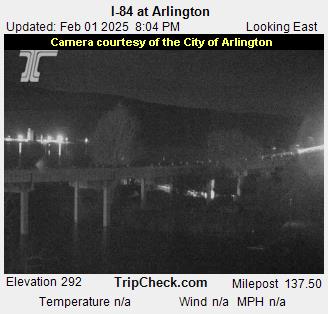 I-84 at Arlington
Updated: Feb 01 2025 8:04 PM Looking East
Camera courtesy of the City of Arlington
Elevation 292 TripCheck.com Milepost 137.50
Temperature n/a Wind n/a MPH n/a